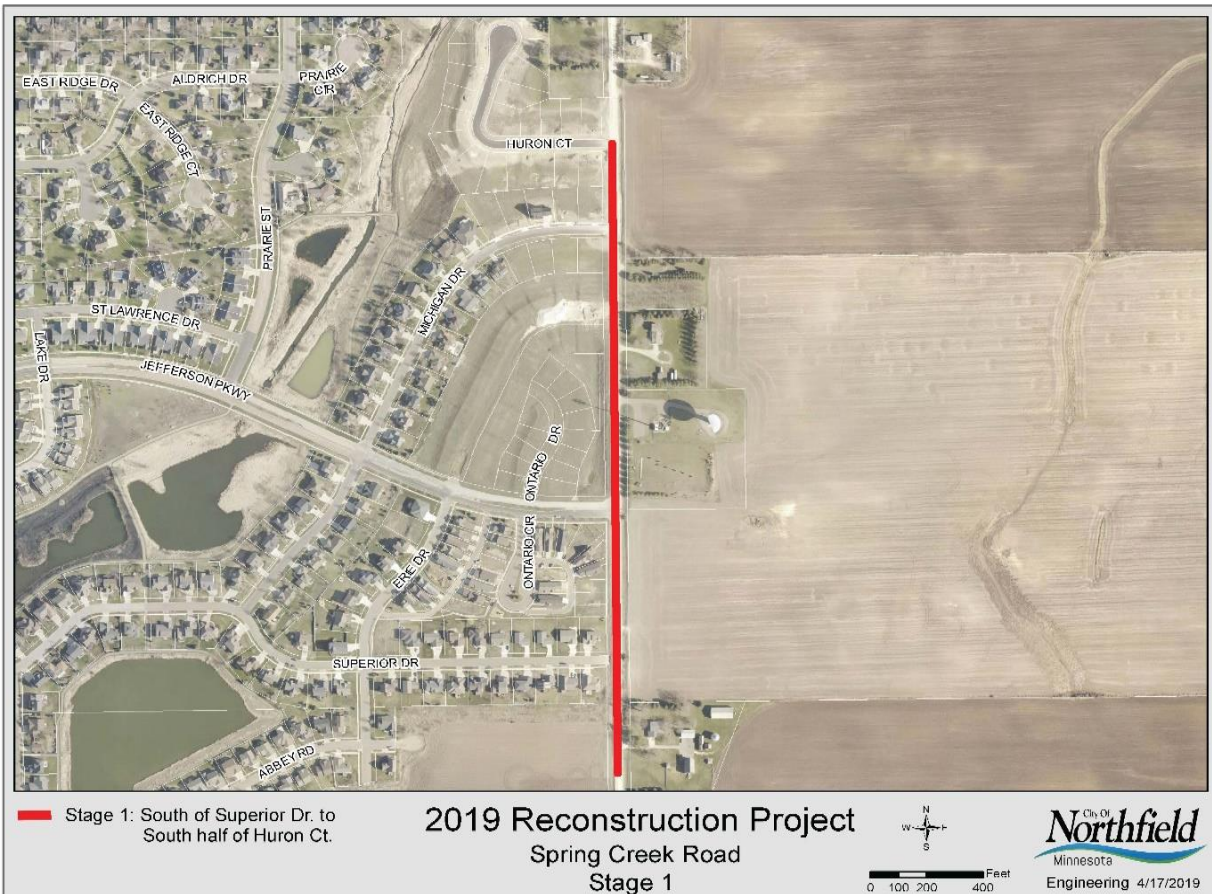 EAST RIDGE DR
ALDRICH DR
PRAIRIE
CIR
EAST RIDGE CT
HURON CT
PRAIRIE ST
MICHIGAN DR
ST LAWRENCE DR
LAKE DR
JEFFERSON PKWY
ONTARIO DR
ONTARIO CIR
ERIE DR
SUPERIOR DR
ABBEY RD
Stage 1: South of Superior Dr. to
South half of Huron Ct.
2019 Reconstruction Project
Spring Creek Road
Stage 1
N
W E
S
Feet
0 100 200 400
City Of
Northfield
Minnesota
Engineering 4/17/2019